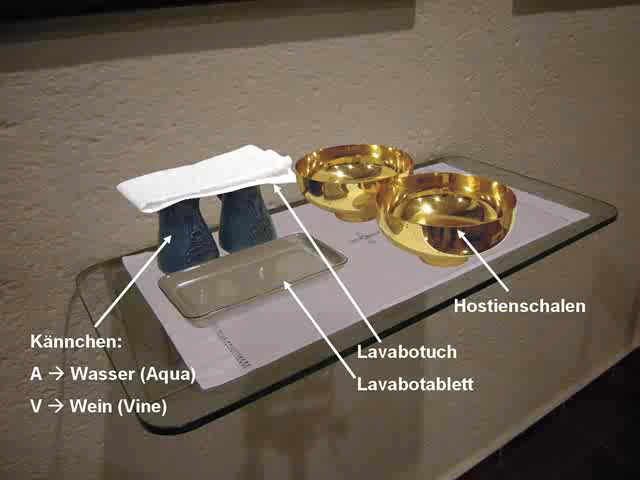 Hostienschalen
Kännchen:
A → Wasser (Aqua)
V → Wein (Vine)
Lavabotuch
Lavabotablett